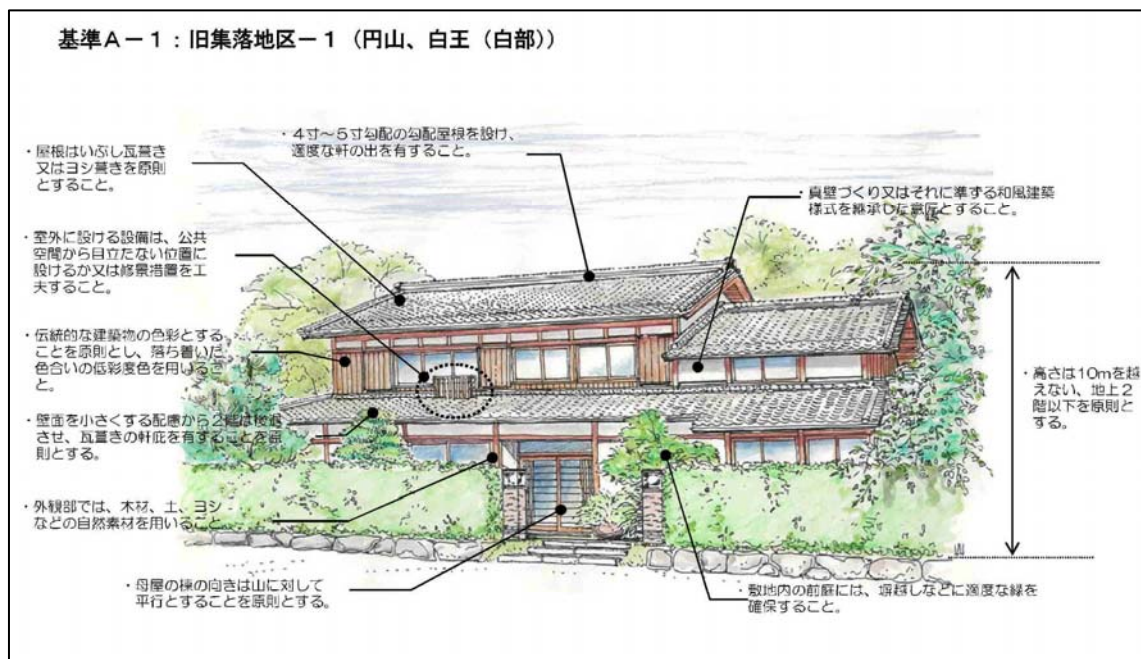 基準A-1:旧集落地区-1(円山、白王(白部))
・4寸~5寸勾配の勾配屋根を設け、
適度な軒の出を有すること。
・屋根はいぶし瓦葺き
又はヨシ葺きを原則
とすること。
・真壁づくり又はそれに準ずる和風建築
様式を継承した意匠とすること。
・室外に設ける設備は、公共
空間から目立たない位置に
設けるか又は修景措置を工
夫すること。
・伝統的な建築物の色彩とする
ことを原則とし、落ち着いた
色合いの低彩度色を用いるこ
と。
・高さは10mを越
えない、地上2
階以下を原則と
する。
・壁面を小さくする配慮から2階は後退
させ、瓦葺きの軒庇を有することを原
則とする。
・外観部では、木材、土、ヨシ
などの自然素材を用いること
・母屋の棟の向きは山に対して
平行とすることを原則とする。
・敷地内の前庭には、塀越しなどに適度な緑を
確保すること。